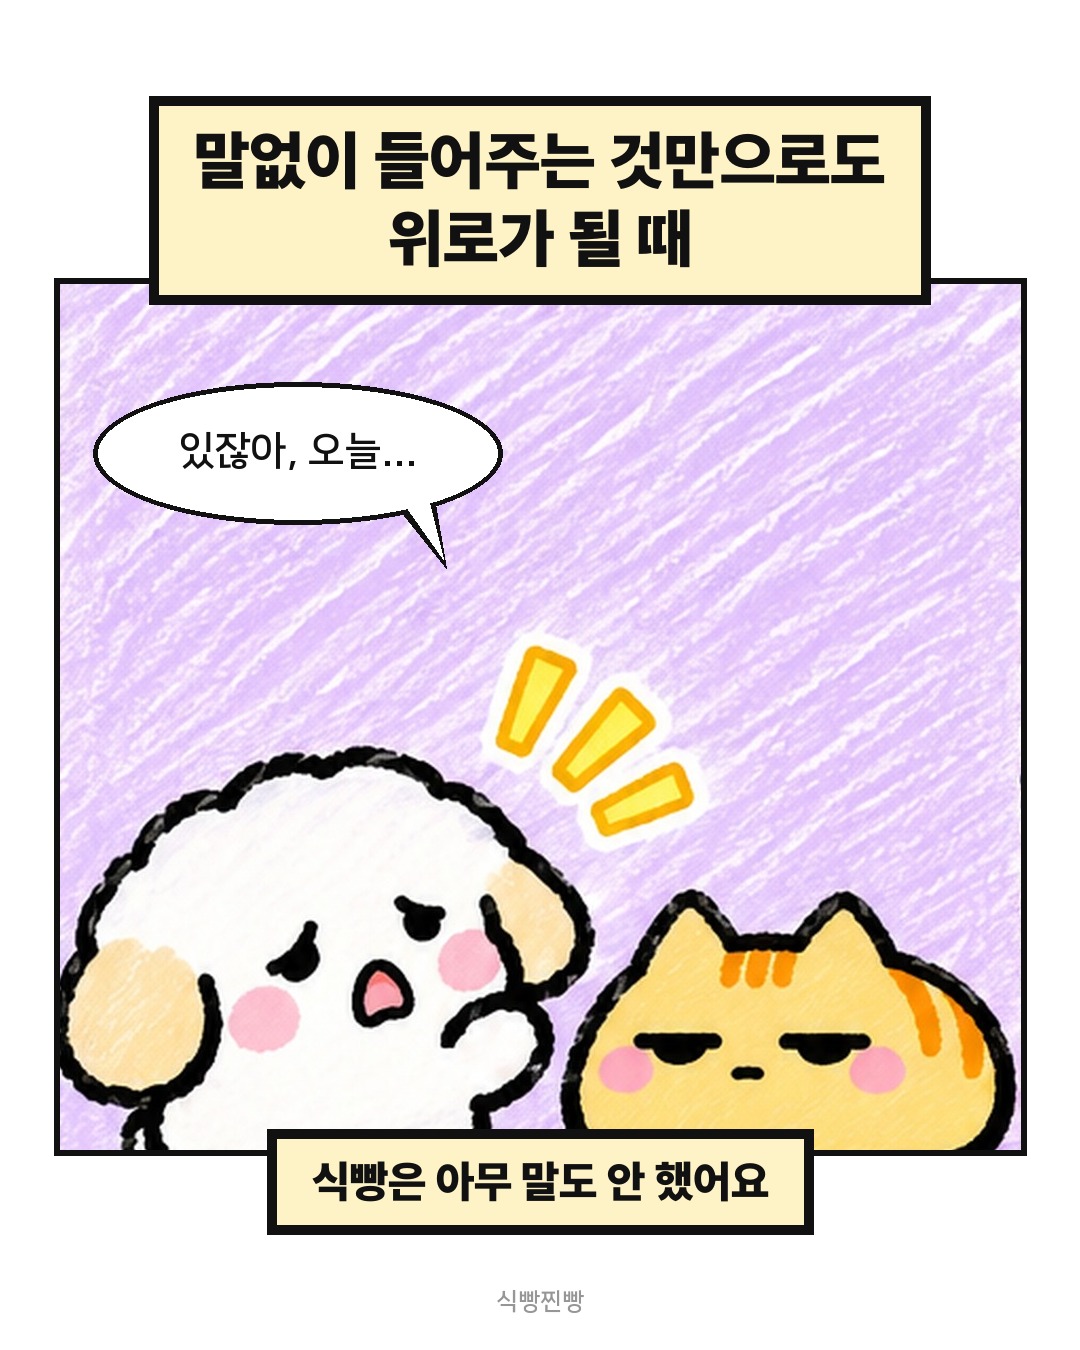 말없이 들어주는 것만으로도
위로가 될 때
있잖아, 오늘...
식빵은 아무 말도 안 했어요
식빵찐빵